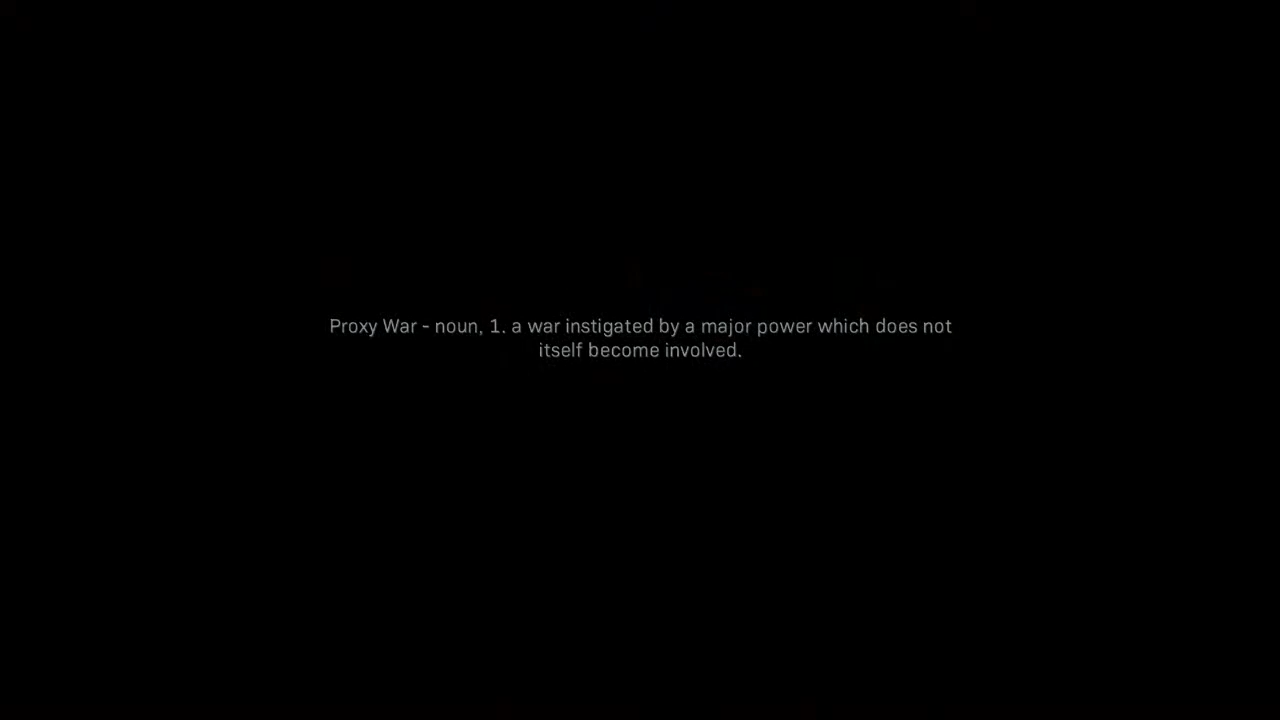 Proxy War - noun, 1. a war instigated by a major power which does not
itself become involved.